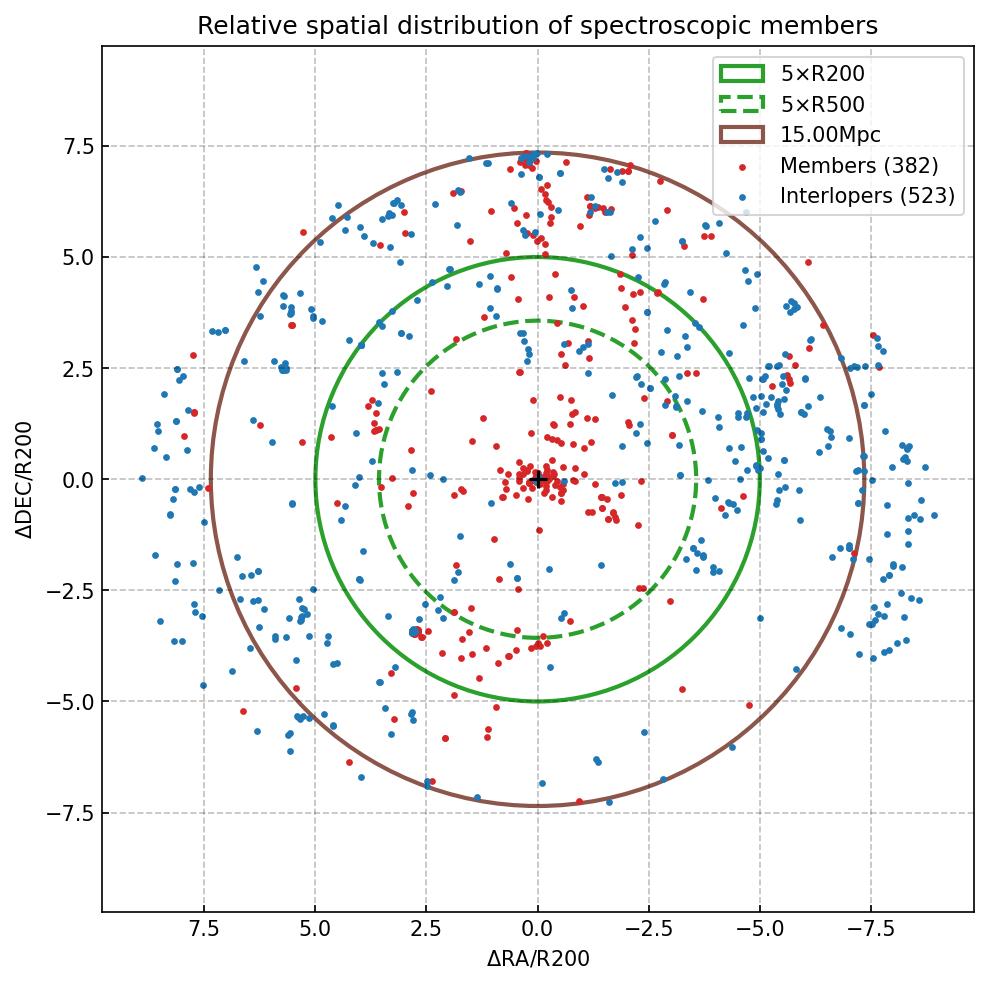 Relative spatial distribution of spectroscopic members
5×R200
5×R500
15.00Mpc
Members (382)
Interlopers (523)
7.5
5.0
2.5
0.0
−2.5
−5.0
−7.5
ΔDEC/R200
7.5
5.0
2.5
0.0
−2.5
−5.0
−7.5
ΔRA/R200